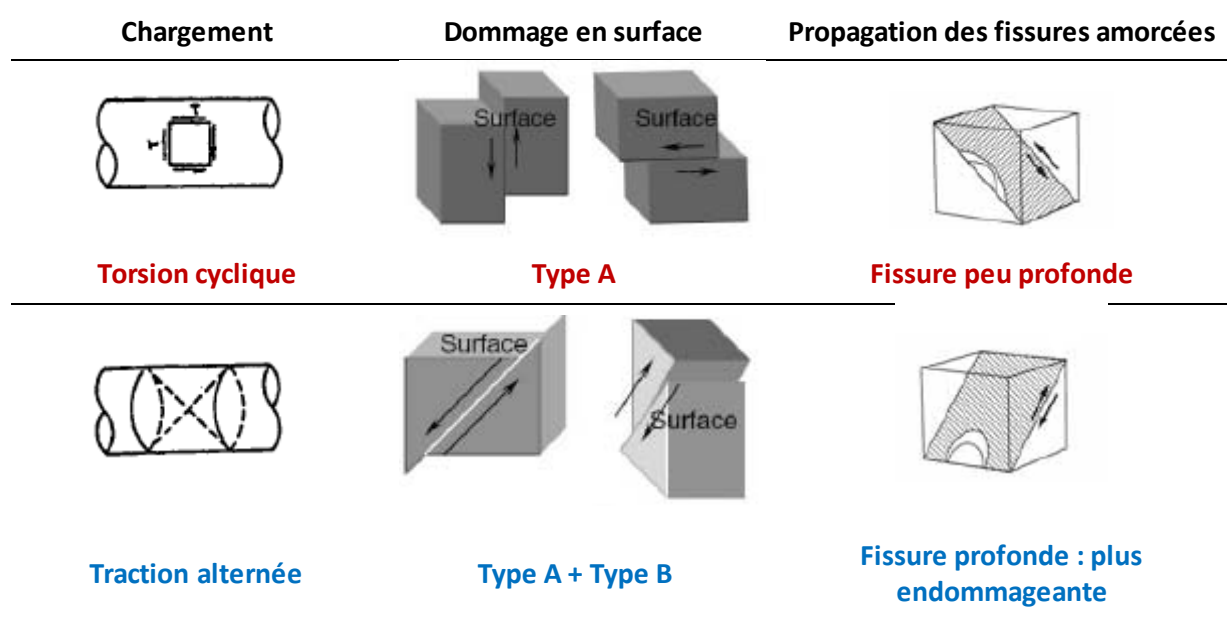 Chargement Dommage en surface Propagation des fissures amorcées
Surface Surface
τ
τ
Torsion cyclique Type A Fissure peu profonde
Surface
Surface
Traction alternée Type A + Type B Fissure profonde : plus
endommageante